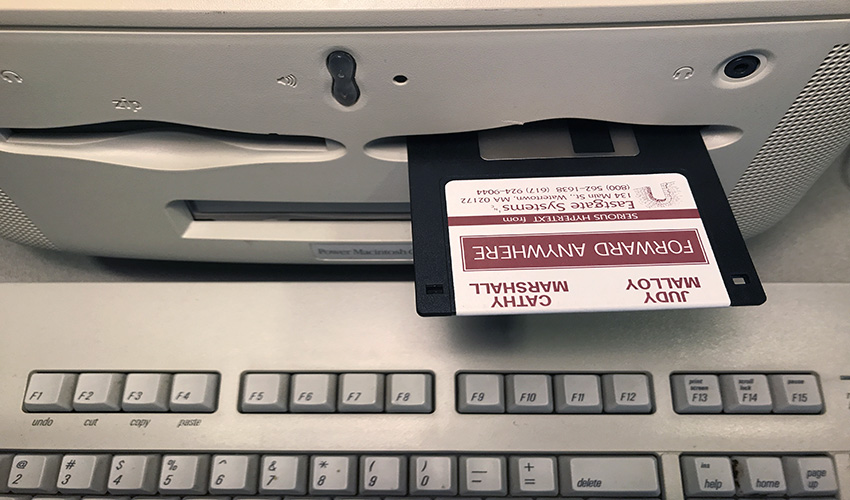 zip
JUDY MALLOY
CATHY MARSHALL
FORWARD ANYWHERE
SERIOUS HYPERTEXT from
Eastgate Systems
134 Main St., Watertown, MA 02172
(800) 562-1638 (617) 924-9044
Power Macintosh
F1 F2 F3 F4 F5 F6 F7 F8 F9 F10 F11 F12
print screen F13
scroll lock F14
pause F15
undo cut copy paste
@ 2
# 3
$ 4
% 5
^ 6
& 7
* 8
( 9
) 0
— -
+ =
delete
ins help
home
page up